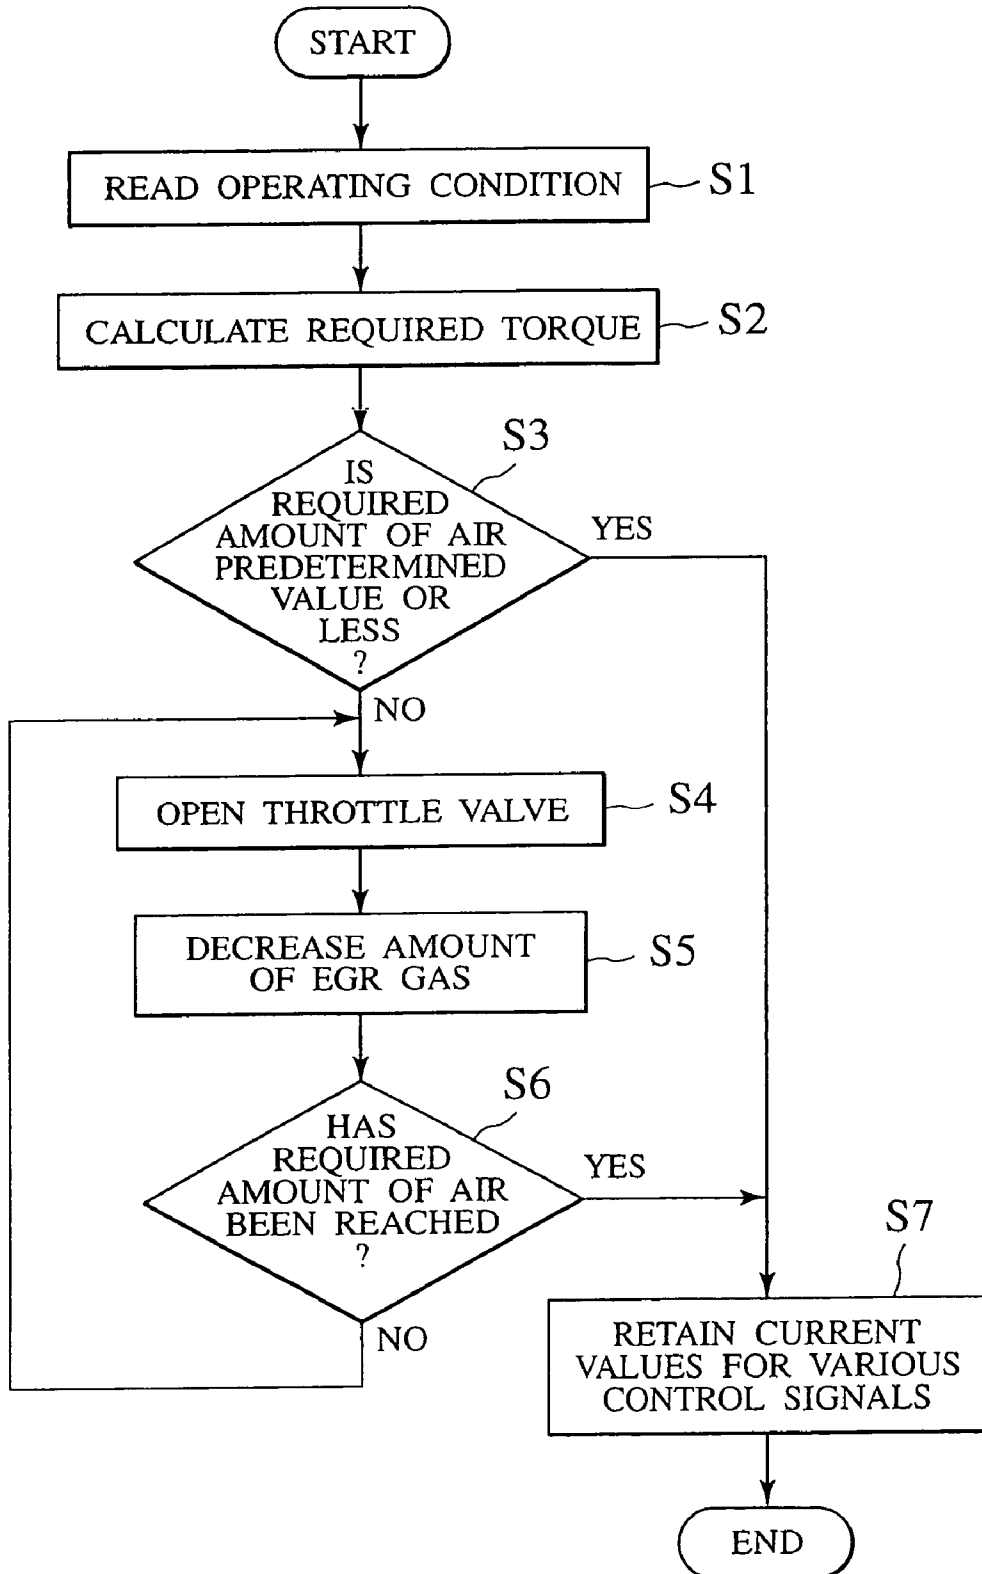 START
READ OPERATING CONDITION
S1
CALCULATE REQUIRED TORQUE
S2
S3
IS
REQUIRED
AMOUNT OF AIR
PREDETERMINED
VALUE OR
LESS
?
YES
NO
OPEN THROTTLE VALVE
S4
DECREASE AMOUNT
OF EGR GAS
S5
S6
HAS
REQUIRED
AMOUNT OF AIR
BEEN REACHED
?
YES
NO
S7
RETAIN CURRENT
VALUES FOR VARIOUS
CONTROL SIGNALS
END